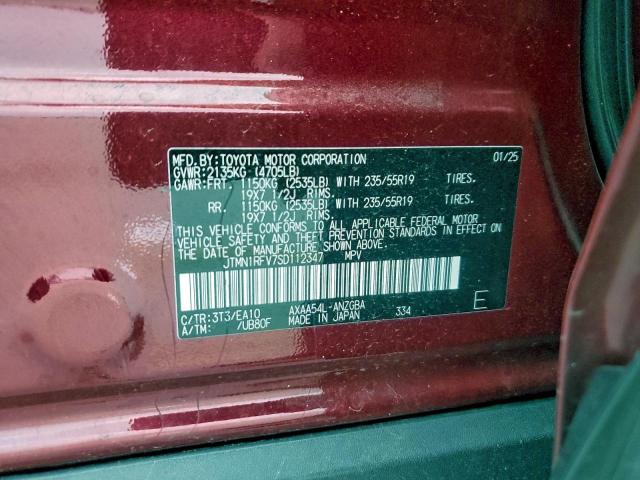 MFD.BY:TOYOTA MOTOR CORPORATION 01/25
GVWR:2135KG (4705LB)
GAWR:FRT. 1150KG (2535LB) WITH 235/55R19 TIRES.
19X7 1/2J RIMS.
RR. 1150KG (2535LB) WITH 235/55R19 TIRES.
19X7 1/2J RIMS.
THIS VEHICLE CONFORMS TO ALL APPLICABLE FEDERAL MOTOR
VEHICLE SAFETY AND THEFT PREVENTION STANDARDS IN EFFECT ON
THE DATE OF MANUFACTURE SHOWN ABOVE.
JTMN1RFV7SD112347 MPV
C/TR:3T3/EA10 AXAA54L-ANZGBA
A/TM: /UB80F MADE IN JAPAN 334 E